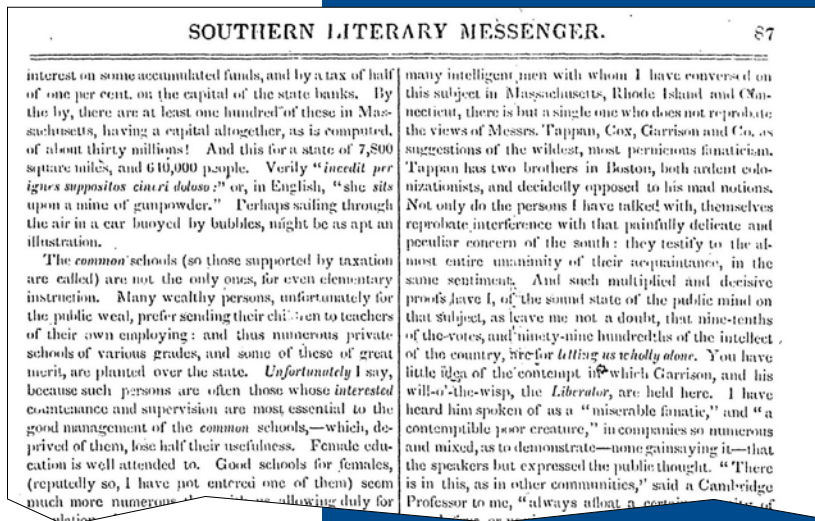 SOUTHERN LITERARY MESSENGER.
87
interest on some accumulated funds, and by a tax of half
of one per cent. on the capital of the state banks. By
the by, there are at least one hundred of these in Mas-
sachusetts, having a capital altogether, as is computed,
of about thirty millions! And this for a state of 7,800
square miles, and 610,000 people. Verily "incedit per
ignes suppositos cineri doloso:" or, in English, "she sits
upon a mine of gunpowder." Perhaps sailing through
the air in a car buoyed by bubbles, might be as apt an
illustration.
The common schools (so those supported by taxation
are called) are not the only ones, for even elementary
instruction. Many wealthy persons, unfortunately for
the public weal, prefer sending their children to teachers
of their own employing: and thus numerous private
schools of various grades, and some of these of great
merit, are planted over the state. Unfortunately I say,
because such persons are often those whose interested
countenance and supervision are most essential to the
good management of the common schools,—which, de-
prived of them, lose half their usefulness. Female edu-
cation is well attended to. Good schools for females,
(reputedly so, I have not entered one of them) seem
much more numerous allowing duly for
many intelligent men with whom I have conversed on
this subject in Massachusetts, Rhode Island and Con-
necticut, there is but a single one who does not reprobate
the views of Messrs. Tappan, Cox, Garrison and Co. as
suggestions of the wildest, most pernicious fanaticism.
Tappan has two brothers in Boston, both ardent colo-
nizationists, and decidedly opposed to his mad notions.
Not only do the persons I have talked with, themselves
reprobate interference with that painfully delicate and
peculiar concern of the south: they testify to the al-
most entire unanimity of their acquaintance, in the
same sentiment. And such multiplied and decisive
proofs have I, of the sound state of the public mind on
that subject, as leave me not a doubt, that nine-tenths
of the votes, and ninety-nine hundredths of the intellect
of the country, are for letting us wholly alone. You have
little idea of the contempt in which Garrison, and his
will-o'-the-wisp, the Liberator, are held here. I have
heard him spoken of as a "miserable fanatic," and "a
contemptible poor creature," in companies so numerous
and mixed, as to demonstrate—none gainsaying it—that
the speakers but expressed the public thought. "There
is in this, as in other communities," said a Cambridge
Professor to me, "always afloat a certain of